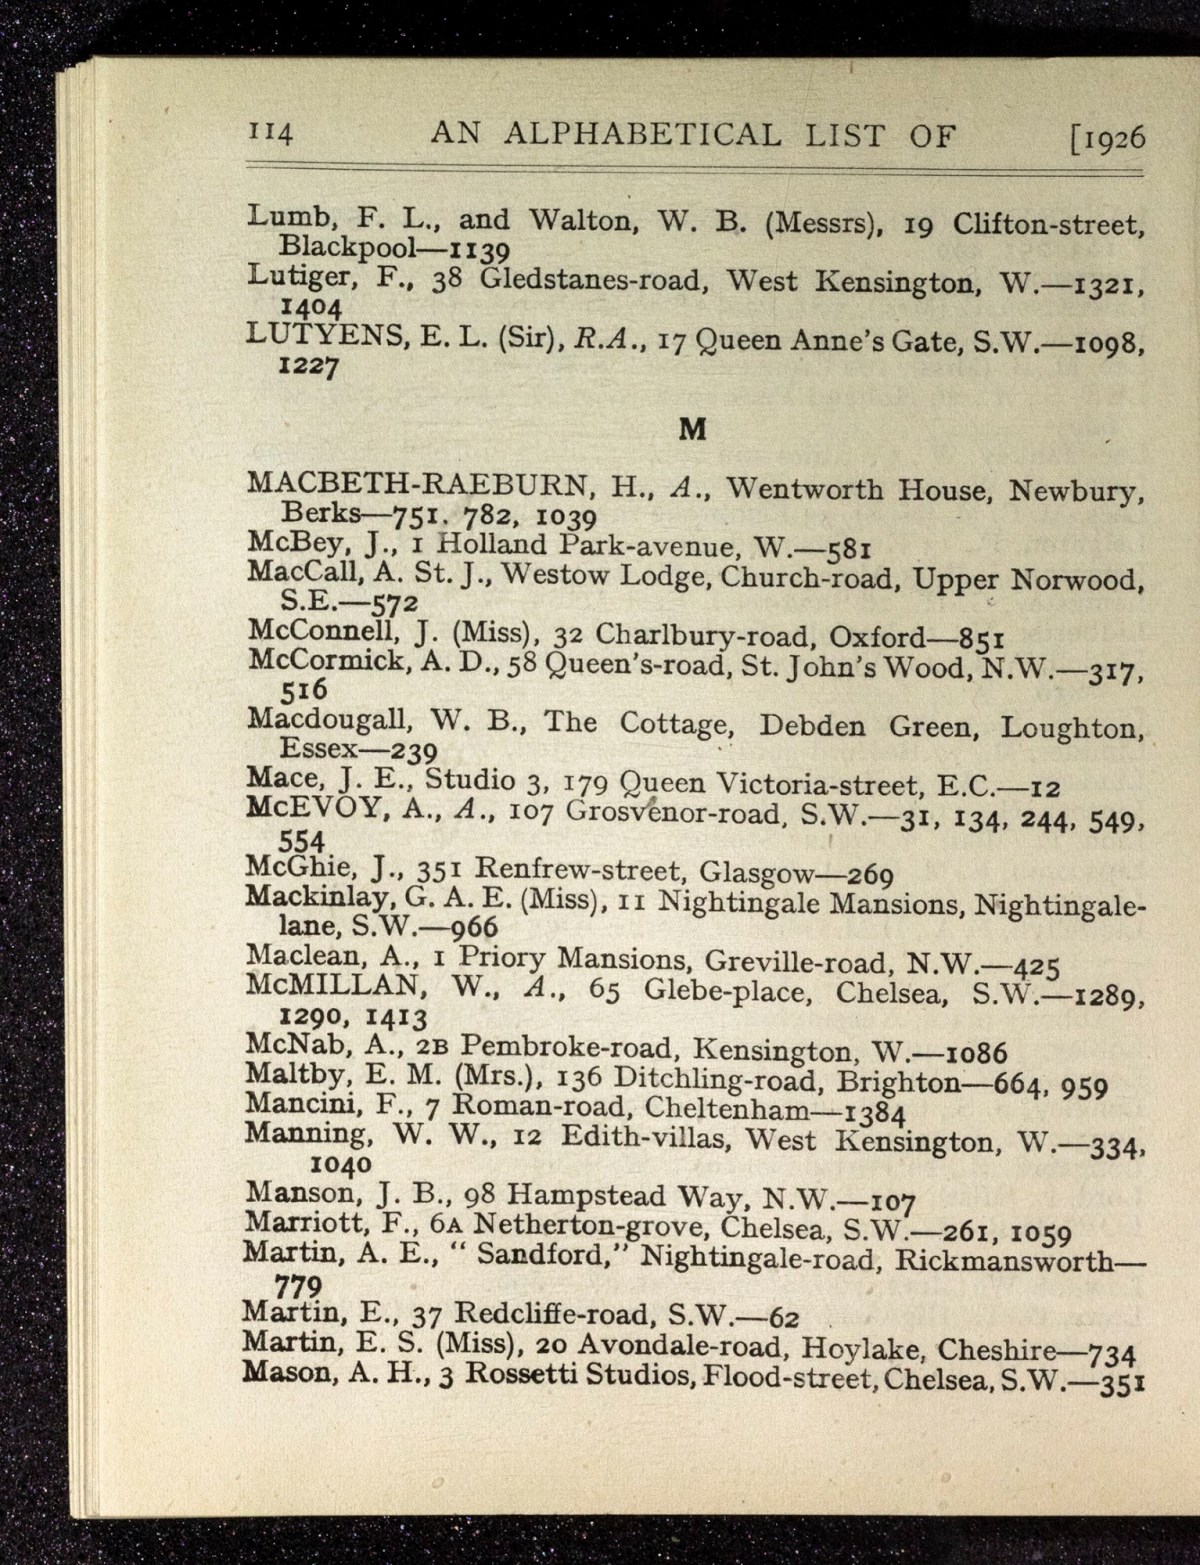 114 AN ALPHABETICAL LIST OF [1926
Lumb, F. L., and Walton, W. B. (Messrs), 19 Clifton-street,
Blackpool—1139
Lutiger, F., 38 Gledstanes-road, West Kensington, W.—1321,
1404
LUTYENS, E. L. (Sir), R.A., 17 Queen Anne's Gate, S.W.—1098,
1227
M
MACBETH-RAEBURN, H., A., Wentworth House, Newbury,
Berks—751. 782, 1039
McBey, J., 1 Holland Park-avenue, W.—581
MacCall, A. St. J., Westow Lodge, Church-road, Upper Norwood,
S.E.—572
McConnell, J. (Miss), 32 Charlbury-road, Oxford—851
McCormick, A. D., 58 Queen's-road, St. John's Wood, N.W.—317,
516
Macdougall, W. B., The Cottage, Debden Green, Loughton,
Essex—239
Mace, J. E., Studio 3, 179 Queen Victoria-street, E.C.—12
McEVOY, A., A., 107 Grosvenor-road, S.W.—31, 134, 244, 549,
554
McGhie, J., 351 Renfrew-street, Glasgow—269
Mackinlay, G. A. E. (Miss), 11 Nightingale Mansions, Nightingale-
lane, S.W.—966
Maclean, A., 1 Priory Mansions, Greville-road, N.W.—425
McMILLAN, W., A., 65 Glebe-place, Chelsea, S.W.—1289,
1290, 1413
McNab, A., 2B Pembroke-road, Kensington, W.—1086
Maltby, E. M. (Mrs.), 136 Ditchling-road, Brighton—664, 959
Mancini, F., 7 Roman-road, Cheltenham—1384
Manning, W. W., 12 Edith-villas, West Kensington, W.—334,
1040
Manson, J. B., 98 Hampstead Way, N.W.—107
Marriott, F., 6A Netherton-grove, Chelsea, S.W.—261, 1059
Martin, A. E., " Sandford," Nightingale-road, Rickmansworth—
779
Martin, E., 37 Redcliffe-road, S.W.—62
Martin, E. S. (Miss), 20 Avondale-road, Hoylake, Cheshire—734
Mason, A. H., 3 Rossetti Studios, Flood-street, Chelsea, S.W.—351